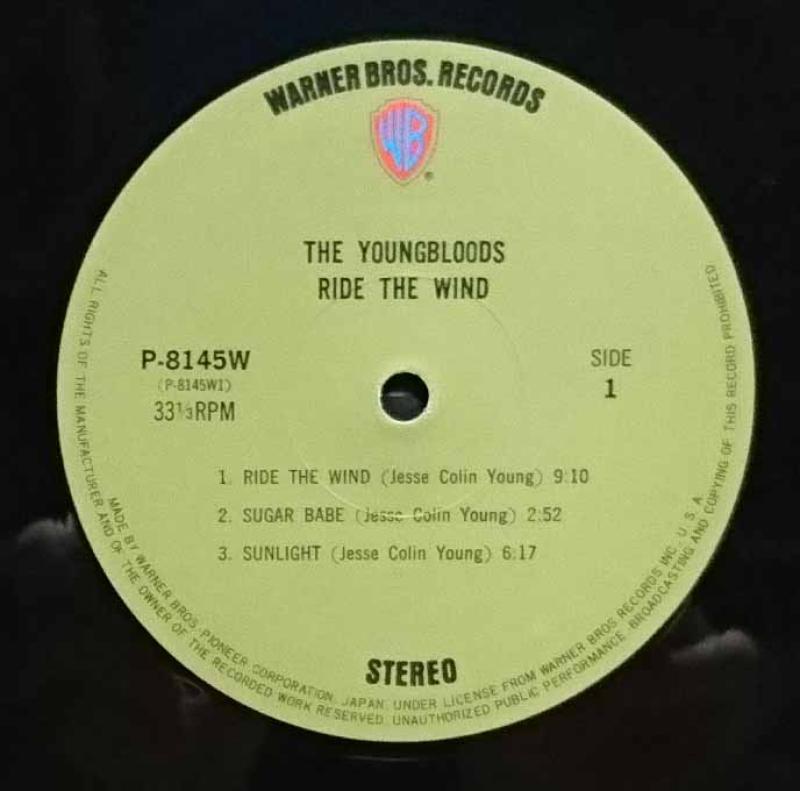 WARNER BROS. RECORDS
WB
®
THE YOUNGBLOODS
RIDE THE WIND
P-8145W
(P-8145W1)
33⅓RPM
SIDE
1
1. RIDE THE WIND (Jesse Colin Young) 9:10
2. SUGAR BABE (Jesse Colin Young) 2:52
3. SUNLIGHT (Jesse Colin Young) 6:17
STEREO
MADE BY WARNER BROS. PIONEER CORPORATION, JAPAN. UNDER LICENSE FROM WARNER BROS RECORDS INC. U.S.A.
ALL RIGHTS OF THE MANUFACTURER AND OF THE OWNER OF THE RECORDED WORK RESERVED. UNAUTHORIZED PUBLIC PERFORMANCE. BROADCASTING AND COPYING OF THIS RECORD PROHIBITED.